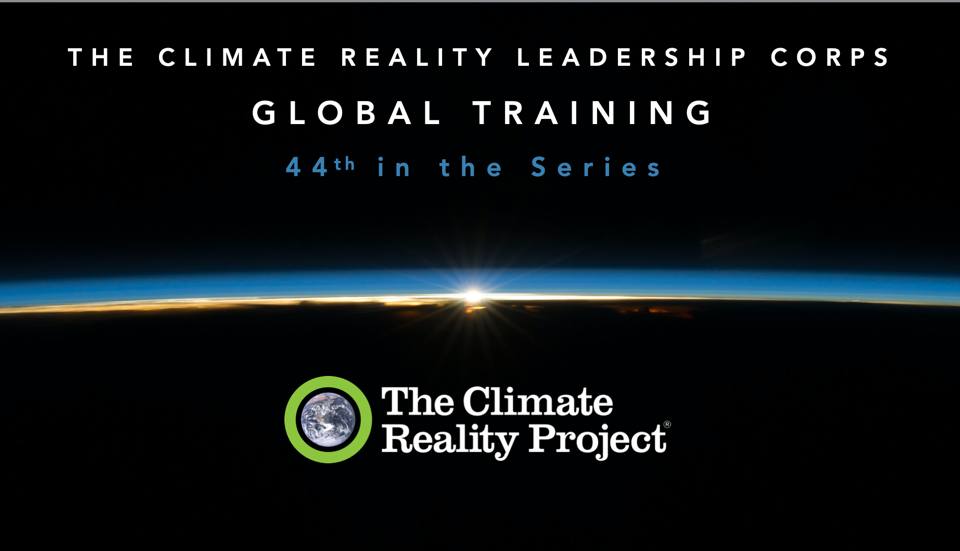 THE CLIMATE REALITY LEADERSHIP CORPS
GLOBAL TRAINING
44th in the Series
The Climate
Reality Project®